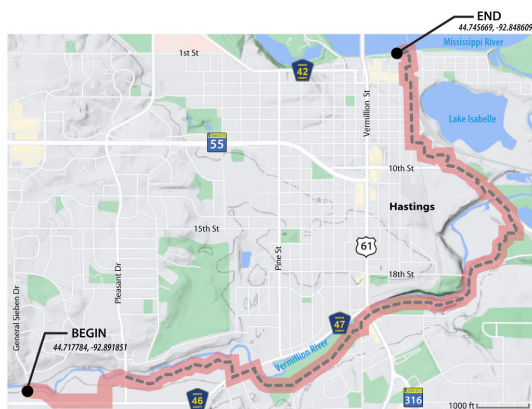 END
44.745669, -92.848609
Mississippi River
1st St
42
Vermillion St
Lake Isabelle
55
10th St
Hastings
15th St
Pine St
61
18th St
General Sieben Dr
Pleasant Dr
47
BEGIN
44.717784, -92.891851
Vermillion River
46
316
1000 ft